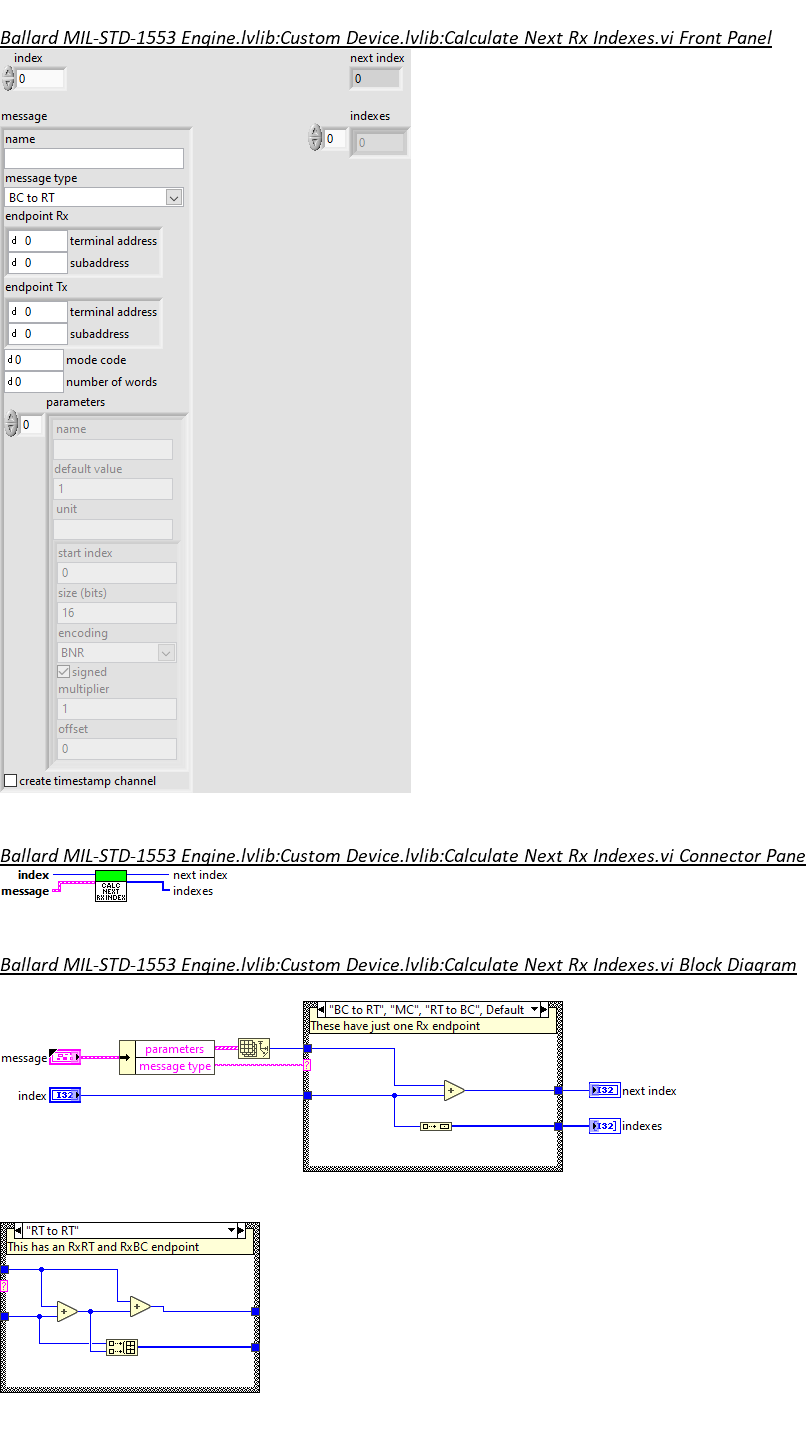 Ballard MIL-STD-1553 Engine.lvlib:Custom Device.lvlib:Calculate Next Rx Indexes.vi Front Panel
index
next index
0
0
message
indexes
name
0
0
message type
BC to RT
endpoint Rx
d 0 terminal address
d 0 subaddress
endpoint Tx
d 0 terminal address
d 0 subaddress
d 0 mode code
d 0 number of words
parameters
0
name
default value
1
unit
start index
0
size (bits)
16
encoding
BNR
signed
multiplier
1
offset
0
create timestamp channel
Ballard MIL-STD-1553 Engine.lvlib:Custom Device.lvlib:Calculate Next Rx Indexes.vi Connector Pane
index
next index
message
indexes
CALC
NEXT
RX INDEX
Ballard MIL-STD-1553 Engine.lvlib:Custom Device.lvlib:Calculate Next Rx Indexes.vi Block Diagram
"BC to RT", "MC", "RT to BC", Default
These have just one Rx endpoint
message
parameters
message type
?
index
I32
+
I32
next index
I32
indexes
"RT to RT"
This has an RxRT and RxBC endpoint
?
+
+